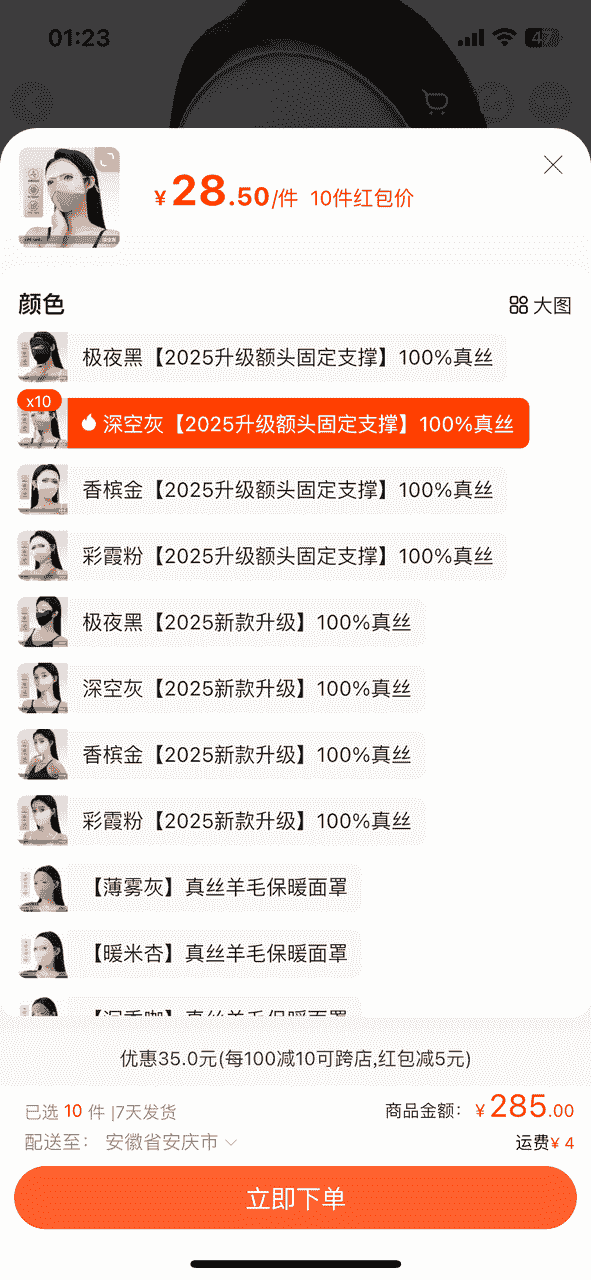 01:23
47
¥28.50/件 10件红包价
颜色
大图
极夜黑【2025升级额头固定支撑】100%真丝
x10
深空灰【2025升级额头固定支撑】100%真丝
香槟金【2025升级额头固定支撑】100%真丝
彩霞粉【2025升级额头固定支撑】100%真丝
极夜黑【2025新款升级】100%真丝
深空灰【2025新款升级】100%真丝
香槟金【2025新款升级】100%真丝
彩霞粉【2025新款升级】100%真丝
【薄雾灰】真丝羊毛保暖面罩
【暖米杏】真丝羊毛保暖面罩
优惠35.0元(每100减10可跨店,红包减5元)
已选 10 件 |7天发货
商品金额：¥285.00
配送至： 安徽省安庆市
运费¥ 4
立即下单